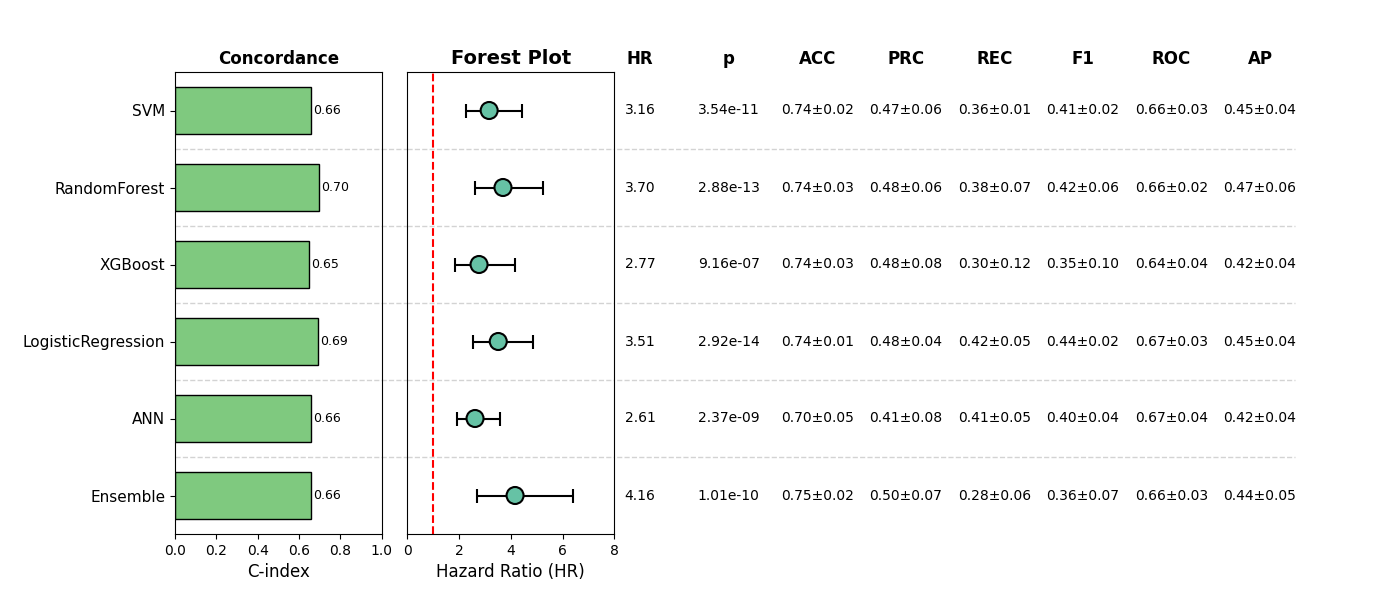 Concordance Forest Plot HR p ACC PRC REC F1 ROC AP
SVM 0.66 3.16 3.54e-11 0.74±0.02 0.47±0.06 0.36±0.01 0.41±0.02 0.66±0.03 0.45±0.04
RandomForest 0.70 3.70 2.88e-13 0.74±0.03 0.48±0.06 0.38±0.07 0.42±0.06 0.66±0.02 0.47±0.06
XGBoost 0.65 2.77 9.16e-07 0.74±0.03 0.48±0.08 0.30±0.12 0.35±0.10 0.64±0.04 0.42±0.04
LogisticRegression 0.69 3.51 2.92e-14 0.74±0.01 0.48±0.04 0.42±0.05 0.44±0.02 0.67±0.03 0.45±0.04
ANN 0.66 2.61 2.37e-09 0.70±0.05 0.41±0.08 0.41±0.05 0.40±0.04 0.67±0.04 0.42±0.04
Ensemble 0.66 4.16 1.01e-10 0.75±0.02 0.50±0.07 0.28±0.06 0.36±0.07 0.66±0.03 0.44±0.05
0.0 0.2 0.4 0.6 0.8 1.0 0 2 4 6 8
C-index Hazard Ratio (HR)